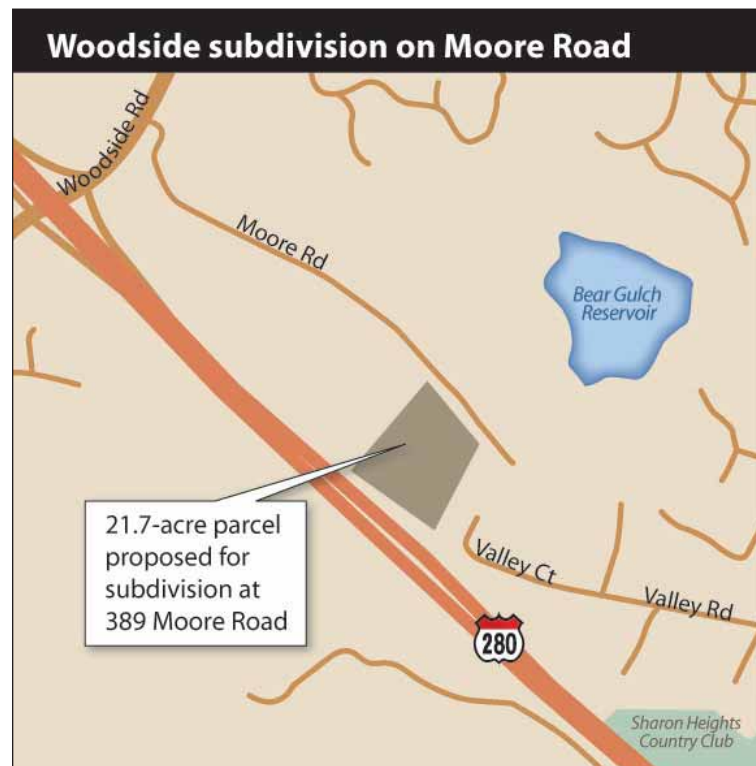 Woodside subdivision on Moore Road
Woodside Rd
Moore Rd
Bear Gulch
Reservoir
21.7-acre parcel
proposed for
subdivision at
389 Moore Road
Valley Ct
Valley Rd
280
Sharon Heights
Country Club